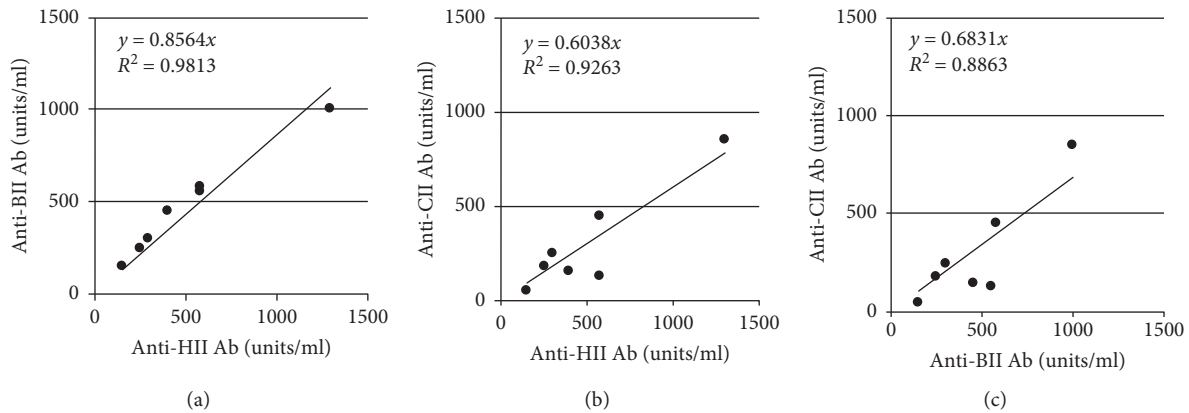 y = 0.8564x
R² = 0.9813
1500
1000
500
0
Anti-BII Ab (units/ml)
0 500 1000 1500
Anti-HII Ab (units/ml)
(a)
y = 0.6038x
R² = 0.9263
1500
1000
500
0
Anti-CII Ab (units/ml)
0 500 1000 1500
Anti-HII Ab (units/ml)
(b)
y = 0.6831x
R² = 0.8863
1500
1000
500
0
Anti-CII Ab (units/ml)
0 500 1000 1500
Anti-BII Ab (units/ml)
(c)